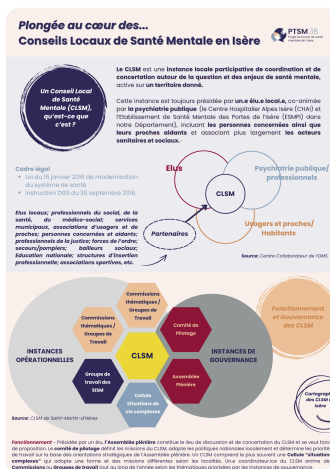 Plongée au cœur des...
Conseils Locaux de Santé Mentale en Isère
PTSM 38
Un Conseil Local
de Santé
Mentale (CLSM),
qu'est-ce que
c'est ?
Le CLSM est une instance locale participative de coordination et de
concertation autour de la question et des enjeux de santé mentale,
active sur un territoire donné.
Cette instance est toujours présidée par un.e élu.e local.e, co-animée
par la psychiatrie publique (le Centre Hospitalier Alpes Isère (CHAI) et
l'Etablissement de Santé Mentale des Portes de l'Isère (ESMPI) dans
notre Département), incluant les personnes concernées ainsi que
leurs proches aidants et associant plus largement les acteurs
sanitaires et sociaux.
Cadre légal
Loi du 16 janvier 2016 de modernisation
du système de santé
Instruction DGS du 30 septembre 2016.
Elus
Psychiatrie publique/
professionnels
CLSM
Usagers et proches/
Habitants
Partenaires
Elus locaux; professionnels du social, de la
santé, du médico-social; services
municipaux, associations d'usagers et de
proches; personnes concernées et aidants;
professionnels de la justice; forces de l'ordre;
secours/pompiers; bailleurs sociaux;
Education nationale; structures d'insertion
professionnelle; associations sportives, etc.
Source: Centre Collaborateur de l'OMS
Commissions
thématiques /
Groupes de
Travail
Commissions
thématiques /
Groupes de
Travail
Comité de
Pilotage
Fonctionnement
et Gouvernance
des CLSM
INSTANCES
OPÉRATIONNELLES
CLSM
INSTANCES DE
GOUVERNANCE
Groupe de
travail des
SISM
Assemblée
Plénière
Cellule
Situations de
vie complexes
Cartographie
des CLSM en
Isère
Source: CLSM de Saint-Martin-d'Hères
Fonctionnement - Présidée par un élu, l'Assemblée plénière constitue le lieu de discussion et de concertation du CLSM et se veut force
de proposition. Le comité de pilotage définit les missions du CLSM, adapte les politiques nationales localement et détermine les priorités
de travail sur la base des orientations stratégiques de l'Assemblée plénière. Un CLSM comprend le plus souvent une Cellule "situations
complexes" qui adopte une forme et des missions différentes selon les localités. Un.e coordinateur.ice du CLSM anime des
Commissions ou Groupes de travail tout au long de l'année selon les thématiques priorisées par les instances de gouvernance.